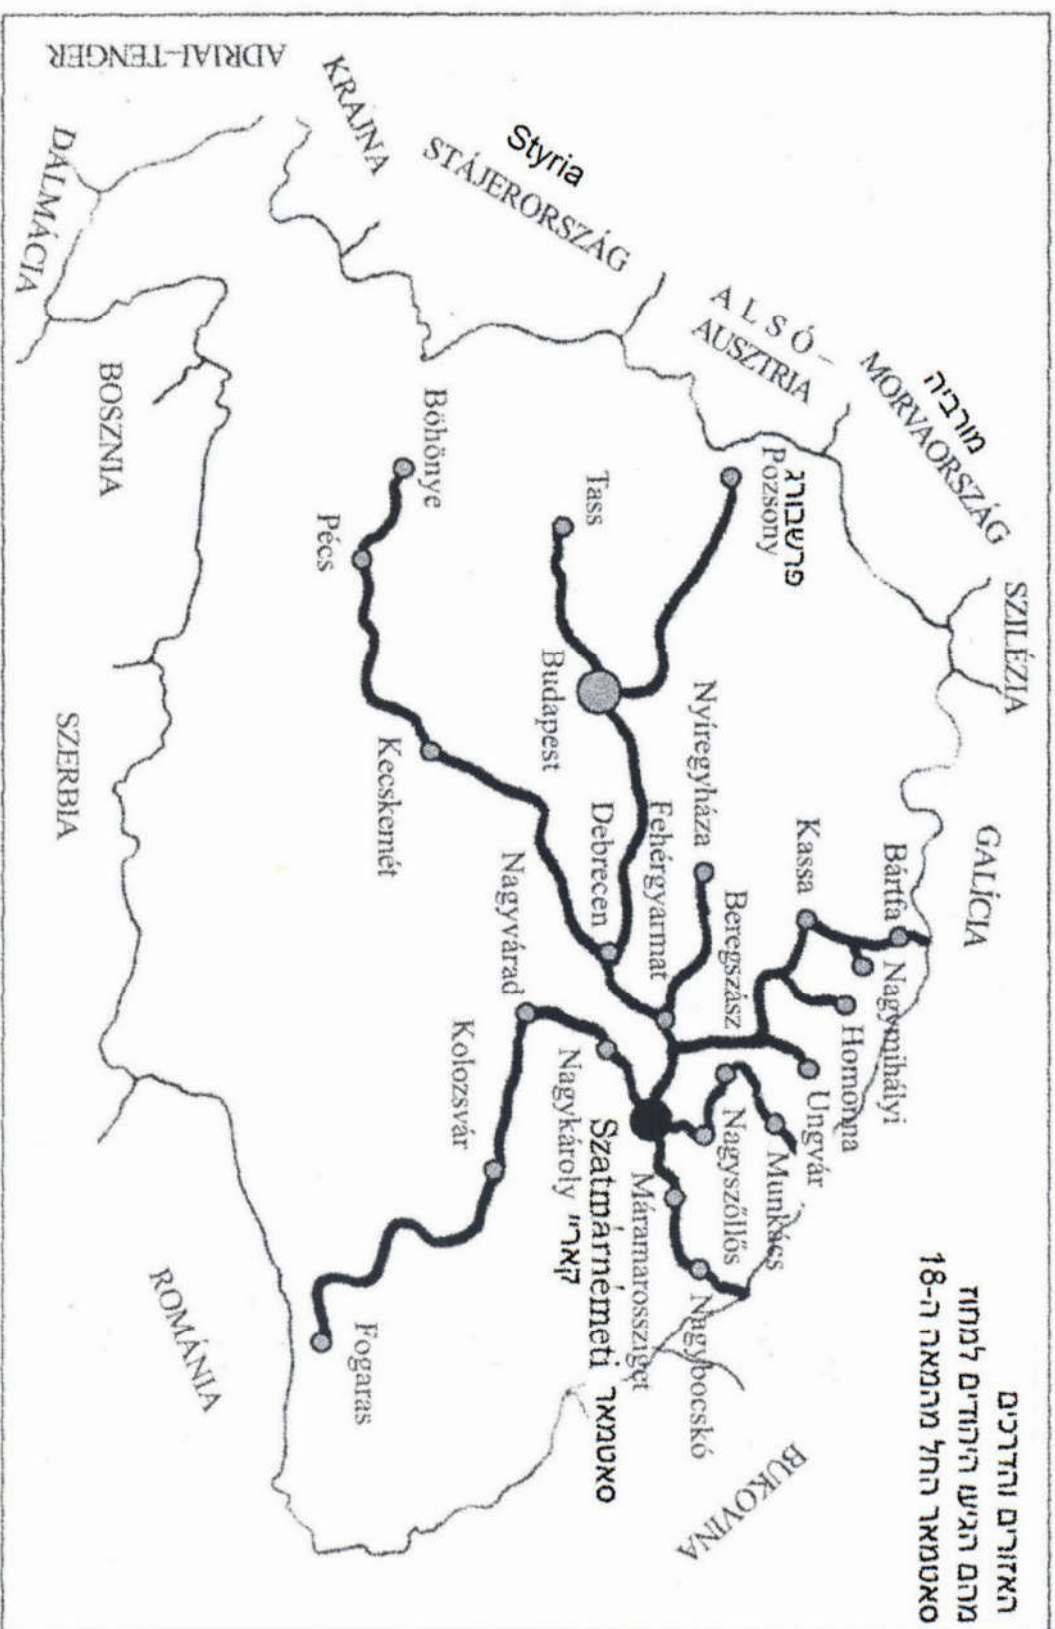 האזורים והדרכים
מהם הגיעו היהודים למחוז
סאטמאר החל מהמאה ה-18
SZILÉZIA
GALÍCIA
מורביה
MORVAORSZÁG
ALSÓ-
AUSZTRIA
Styria
STÁJERORSZÁG
KRAJNA
ADRIAI-TENGER
DALMÁCIA
BOSZNIA
SZERBIA
ROMÁNIA
BUKOVINA
פרשבורג
Pozsony
Tass
Budapest
Böhönye
Pécs
Kecskemét
Nyíregyháza
Fehérgyarmat
Debrecen
Nagyvárad
Kassa
Bártfa
Nagymihályi
Homonna
Ungvár
Beregszász
Munkács
Nagyszőllős
Máramarossziget
Nagybocskó
Szatmárnémeti סאטמאר
Nagykároly קאריי
Kolozsvár
Fogaras